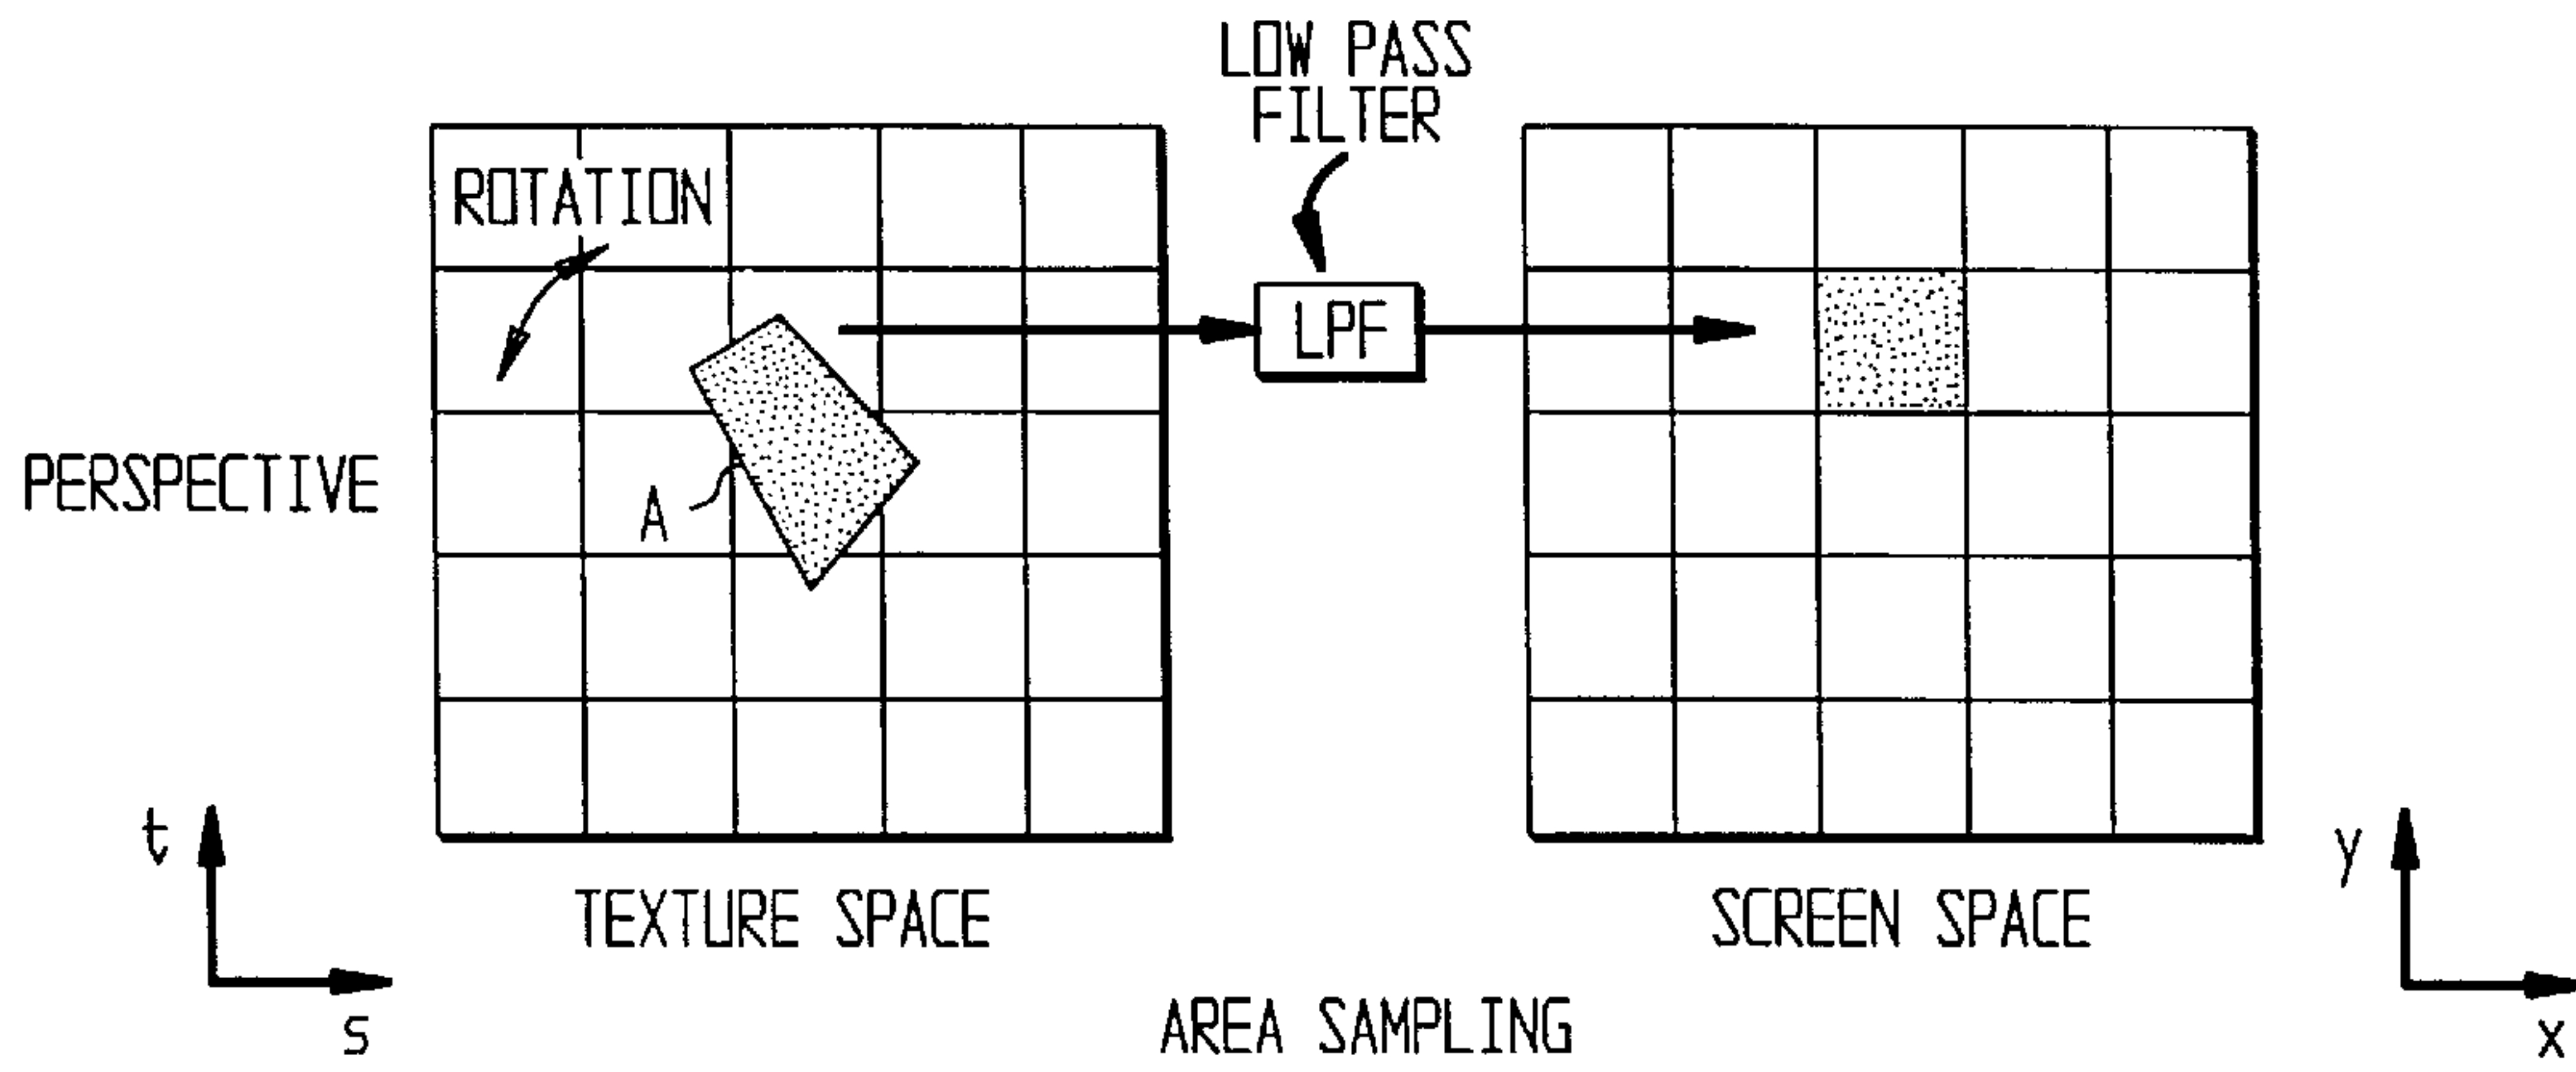 LOW PASS
FILTER
ROTATION
LPF
PERSPECTIVE
A
t
s
TEXTURE SPACE
SCREEN SPACE
y
x
AREA SAMPLING